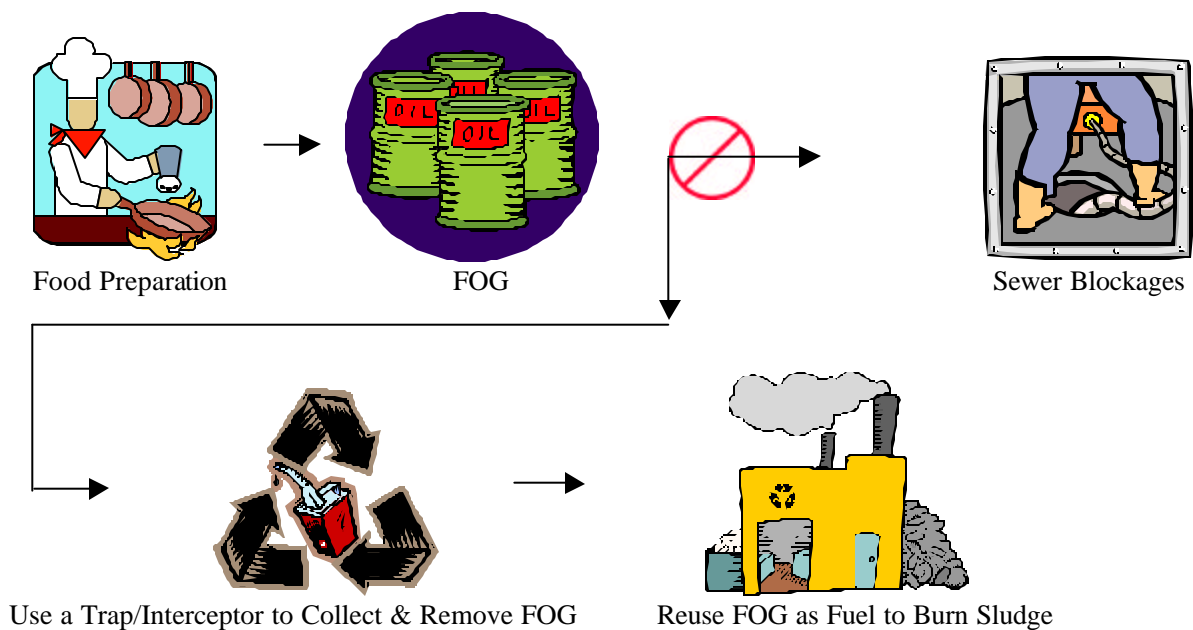 OIL
OIL
OIL
Food Preparation
FOG
Sewer Blockages
Use a Trap/Interceptor to Collect & Remove FOG
Reuse FOG as Fuel to Burn Sludge